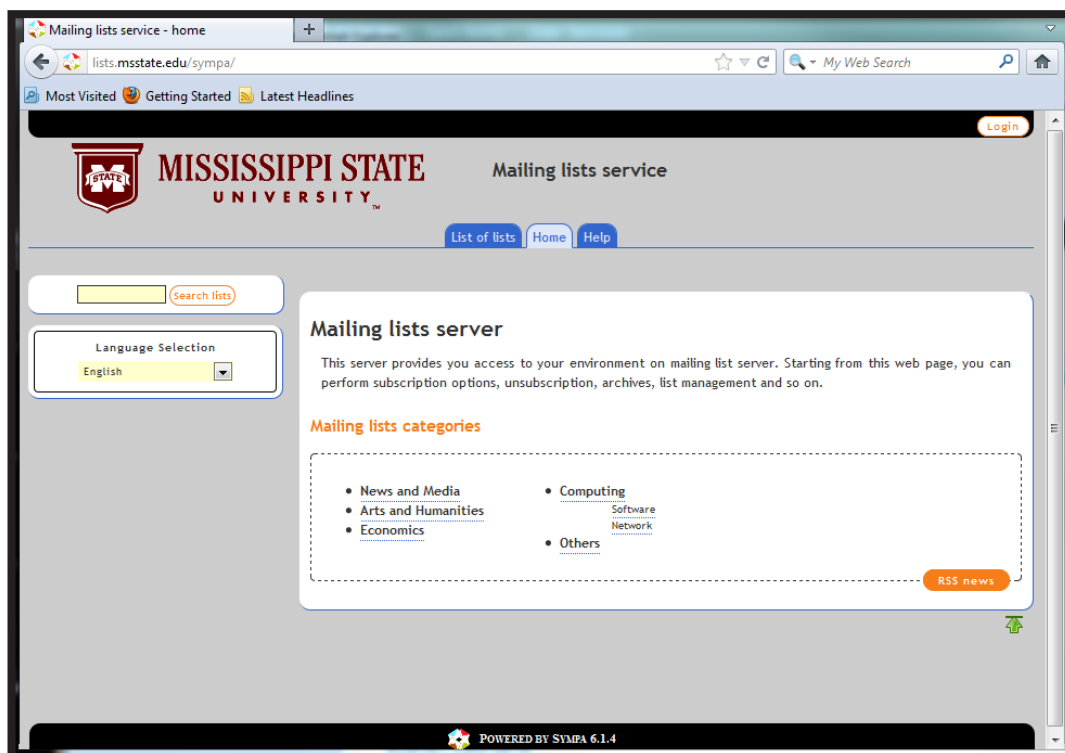 Mailing lists service - home
lists.msstate.edu/sympa/
My Web Search
Most Visited Getting Started Latest Headlines
Login
STATE
MISSISSIPPI STATE
UNIVERSITY™
Mailing lists service
List of lists Home Help
Search lists
Language Selection
English
Mailing lists server
This server provides you access to your environment on mailing list server. Starting from this web page, you can
perform subscription options, unsubscription, archives, list management and so on.
Mailing lists categories
News and Media
Arts and Humanities
Economics
Computing
Software
Network
Others
RSS news
POWERED BY SYMPA 6.1.4